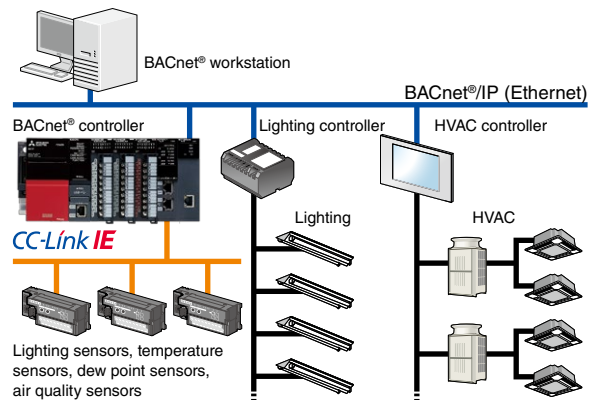 BACnet® workstation
BACnet®/IP (Ethernet)
BACnet® controller
Lighting controller
HVAC controller
CC-Link IE
Lighting
HVAC
Lighting sensors, temperature
sensors, dew point sensors,
air quality sensors